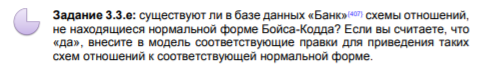 Задание 3.3.e: существуют ли в базе данных «Банк»{407} схемы отношений,
не находящиеся нормальной форме Бойса-Кодда? Если вы считаете, что
«да», внесите в модель соответствующие правки для приведения таких
схем отношений к соответствующей нормальной форме.